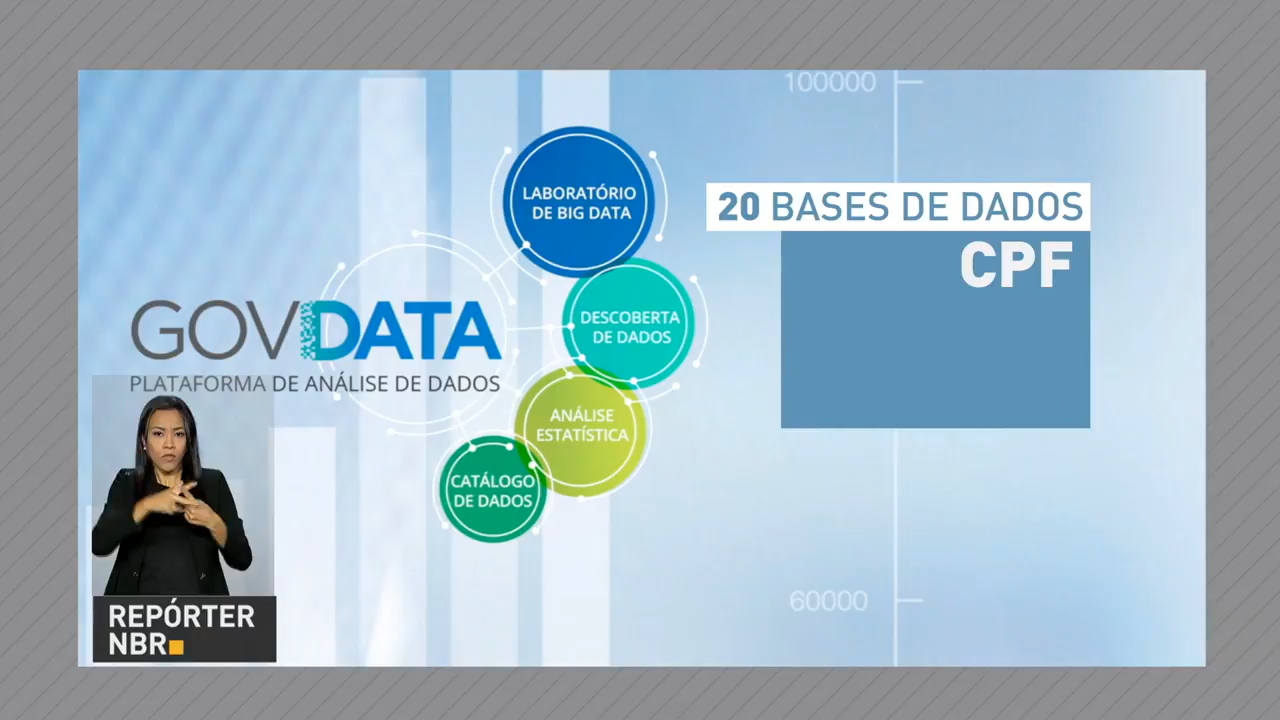 100000
LABORATÓRIO
DE BIG DATA
20 BASES DE DADOS
CPF
GOVDATA
PLATAFORMA DE ANÁLISE DE DADOS
DESCOBERTA
DE DADOS
ANÁLISE
ESTATÍSTICA
CATÁLOGO
DE DADOS
60000
REPÓRTER
NBR